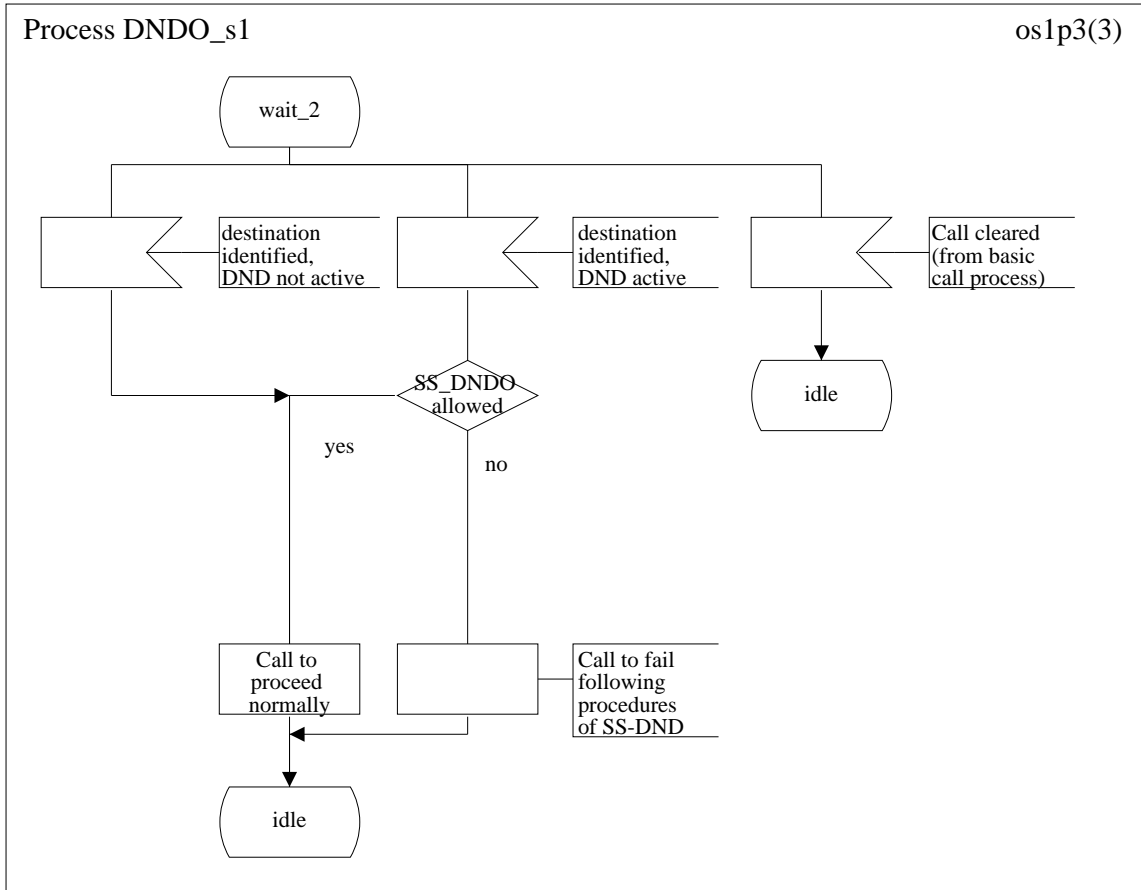 Process DNDO_s1
os1p3(3)
wait_2
destination
identified,
DND not active
destination
identified,
DND active
Call cleared
(from basic
call process)
SS_DNDO
allowed
idle
yes
no
Call to
proceed
normally
Call to fail
following
procedures
of SS-DND
idle